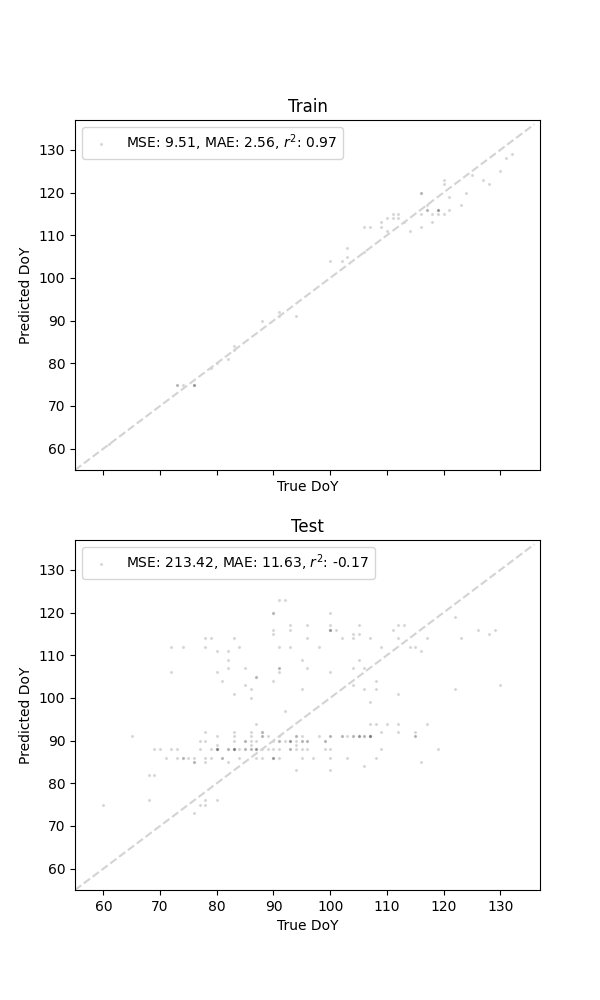 Train
MSE: 9.51, MAE: 2.56, r²: 0.97
130
120
110
100
90
80
70
60
Predicted DoY
True DoY
Test
MSE: 213.42, MAE: 11.63, r²: -0.17
130
120
110
100
90
80
70
60
Predicted DoY
60 70 80 90 100 110 120 130
True DoY